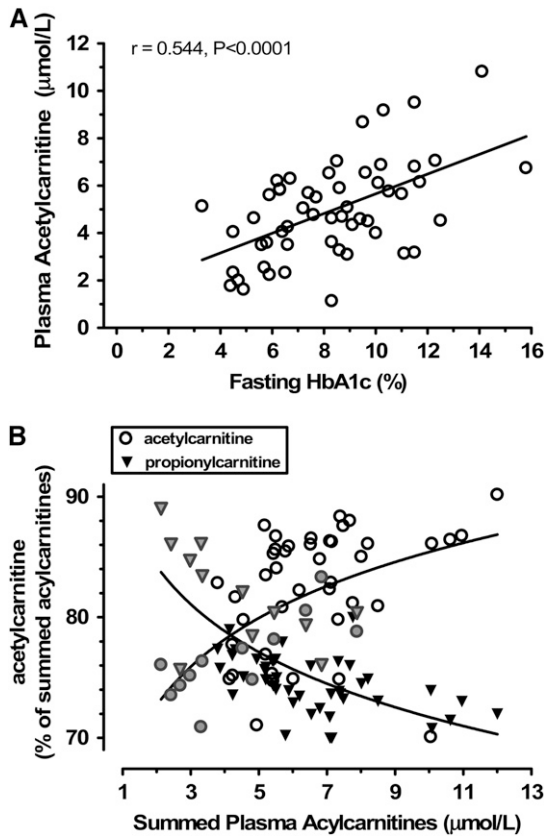 A
r = 0.544, P<0.0001
Plasma Acetylcarnitine (μmol/L)
12
10
8
6
4
2
0
0 2 4 6 8 10 12 14 16
Fasting HbA1c (%)
B
acetylcarnitine
propionylcarnitine
acetylcarnitine
(% of summed acylcarnitines)
90
80
70
1 3 5 7 9 11 13
Summed Plasma Acylcarnitines (μmol/L)